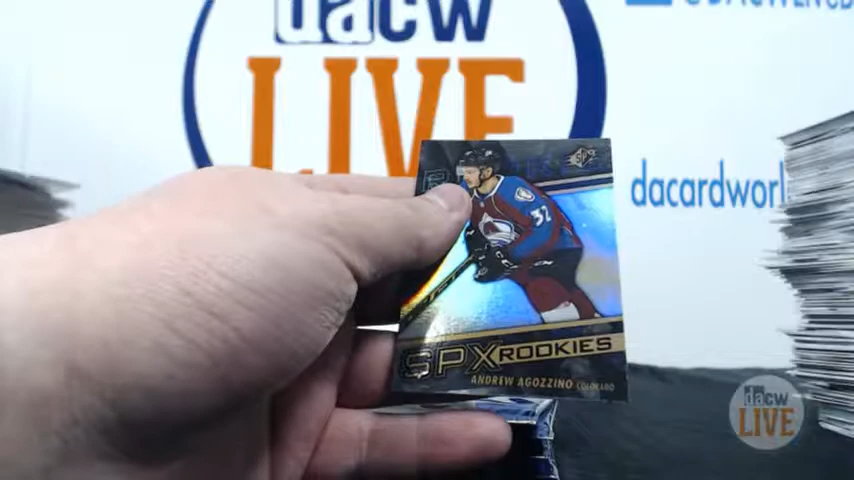 dacw
LIVE
dacardworld
SPX
32
SPX ROOKIES
ANDREW AGOZZINO COLORADO
dacw
LIVE